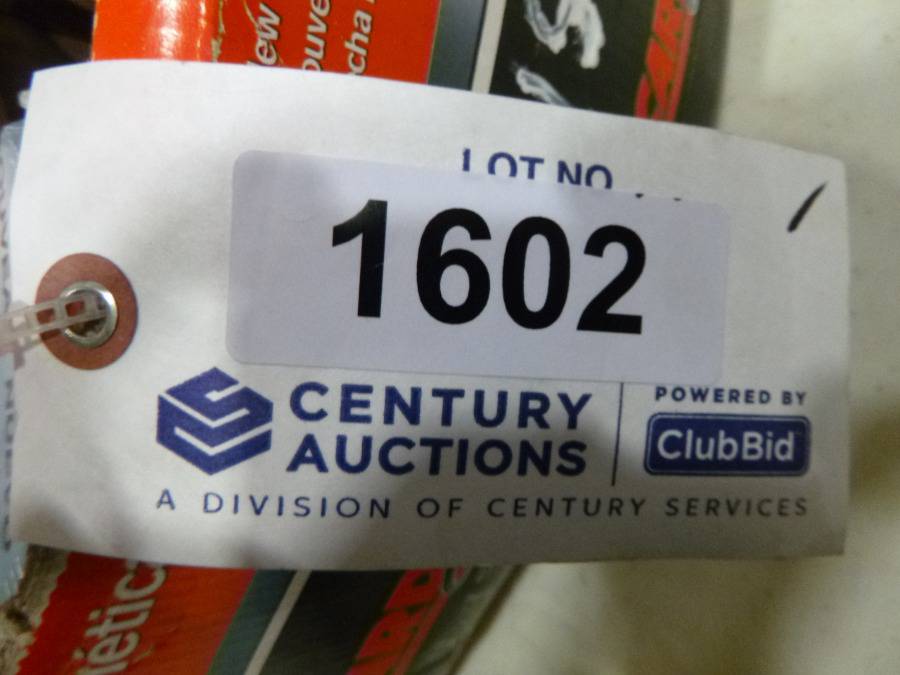 LOT NO.
1602
CENTURY
AUCTIONS
A DIVISION OF CENTURY SERVICES
POWERED BY
ClubBid